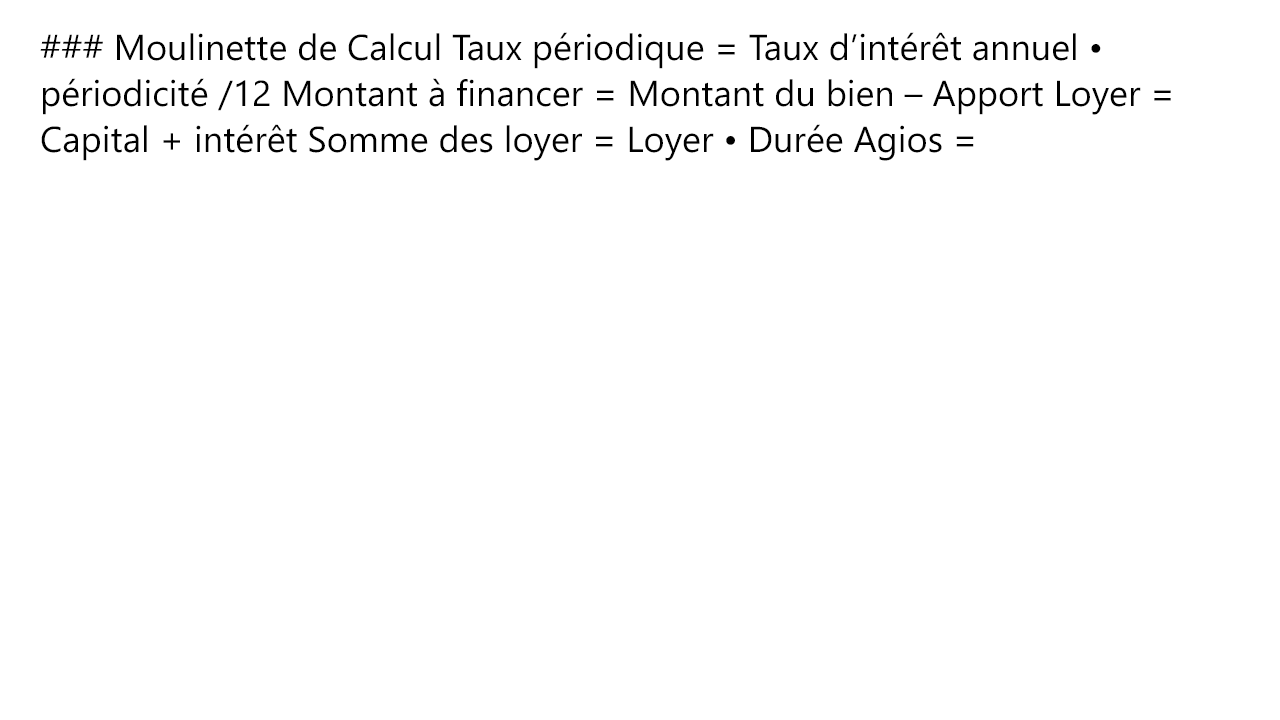 ### Moulinette de Calcul Taux périodique = Taux d’intérêt annuel •
périodicité /12 Montant à financer = Montant du bien – Apport Loyer =
Capital + intérêt Somme des loyer = Loyer • Durée Agios =